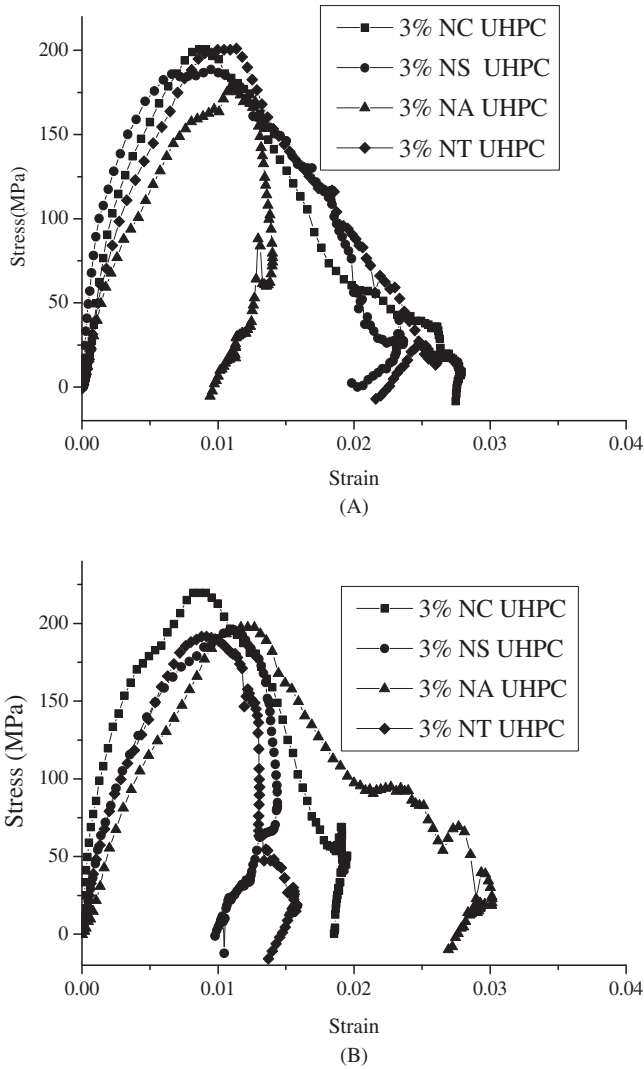 200
150
100
50
0
Stress(MPa)
3% NC UHPC
3% NS UHPC
3% NA UHPC
3% NT UHPC
0.00 0.01 0.02 0.03 0.04
Strain
(A)
200
150
100
50
0
Stress (MPa)
3% NC UHPC
3% NS UHPC
3% NA UHPC
3% NT UHPC
0.00 0.01 0.02 0.03 0.04
Strain
(B)